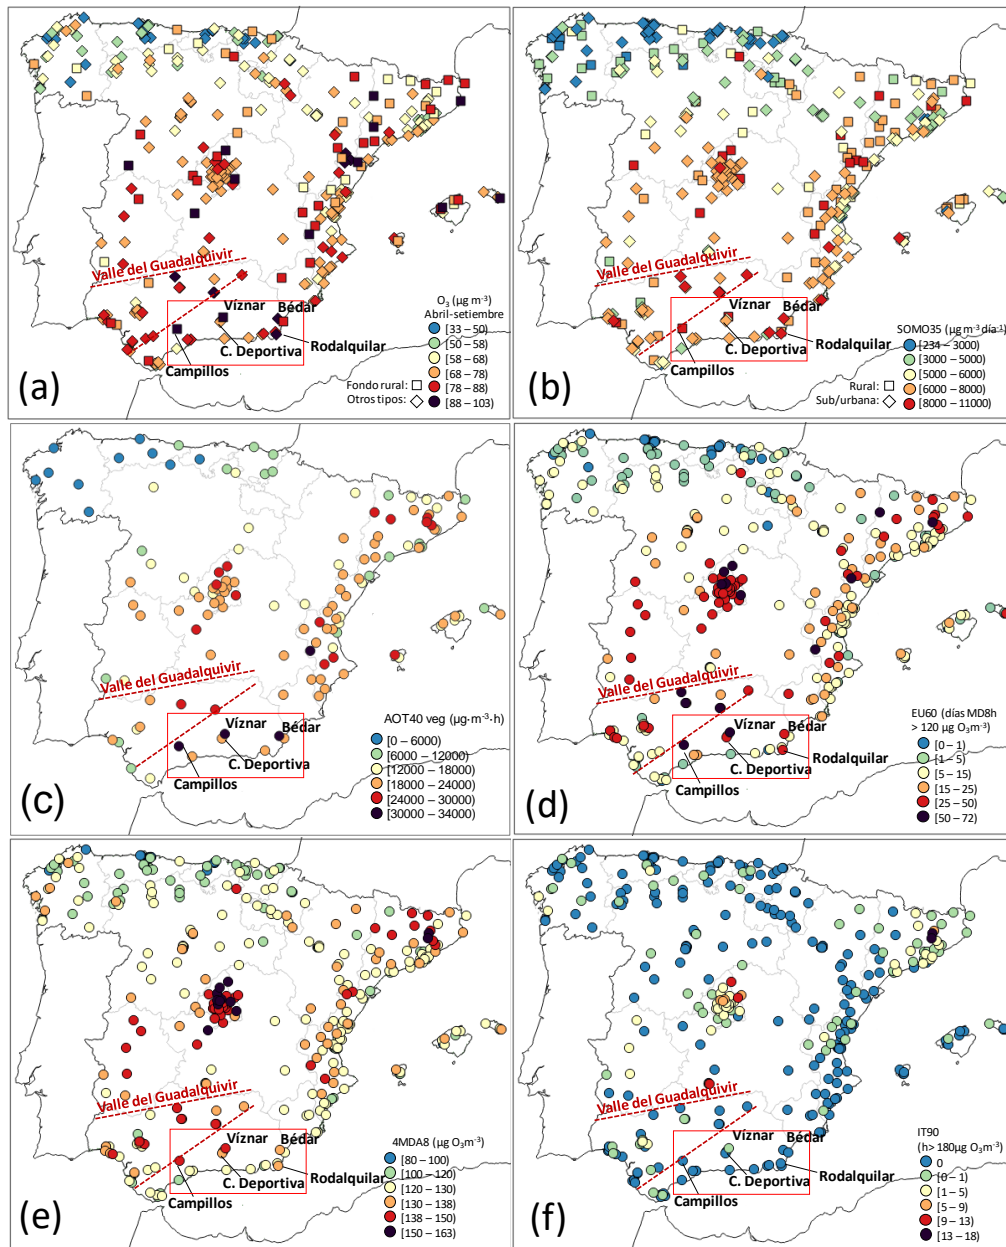 Valle del Guadalquivir
Víznar
Bédar
C. Deportiva
Rodalquilar
Campillos
O₃ (µg m⁻³)
Abril-setiembre
[33 – 50)
[50 – 58)
[58 – 68)
[68 – 78)
[78 – 88)
[88 – 103)
Fondo rural:
Otros tipos:
(a)
Valle del Guadalquivir
Víznar
Bédar
C. Deportiva
Rodalquilar
Campillos
SOMO35 (µg m⁻³ día⁻¹)
[234 – 3000)
[3000 – 5000)
[5000 – 6000)
[6000 – 8000)
[8000 – 11000)
Rural:
Sub/urbana:
(b)
Valle del Guadalquivir
Víznar
Bédar
C. Deportiva
Campillos
AOT40 veg (µg·m⁻³·h)
[0 – 6000)
[6000 – 12000)
[12000 – 18000)
[18000 – 24000)
[24000 – 30000)
[30000 – 34000)
(c)
Valle del Guadalquivir
Víznar
Bédar
C. Deportiva
Rodalquilar
Campillos
EU60 (días MD8h
> 120 µg O₃m⁻³)
[0 – 1)
[1 – 5)
[5 – 15)
[15 – 25)
[25 – 50)
[50 – 72)
(d)
Valle del Guadalquivir
Víznar
Bédar
C. Deportiva
Rodalquilar
Campillos
4MDA8 (µg O₃m⁻³)
[80 – 100)
[100 – 120)
[120 – 130)
[130 – 138)
[138 – 150)
[150 – 163)
(e)
Valle del Guadalquivir
Víznar
Bédar
C. Deportiva
Rodalquilar
Campillos
IT90
(h> 180µg O₃m⁻³)
0
[0 – 1)
[1 – 5)
[5 – 9)
[9 – 13)
[13 – 18)
(f)